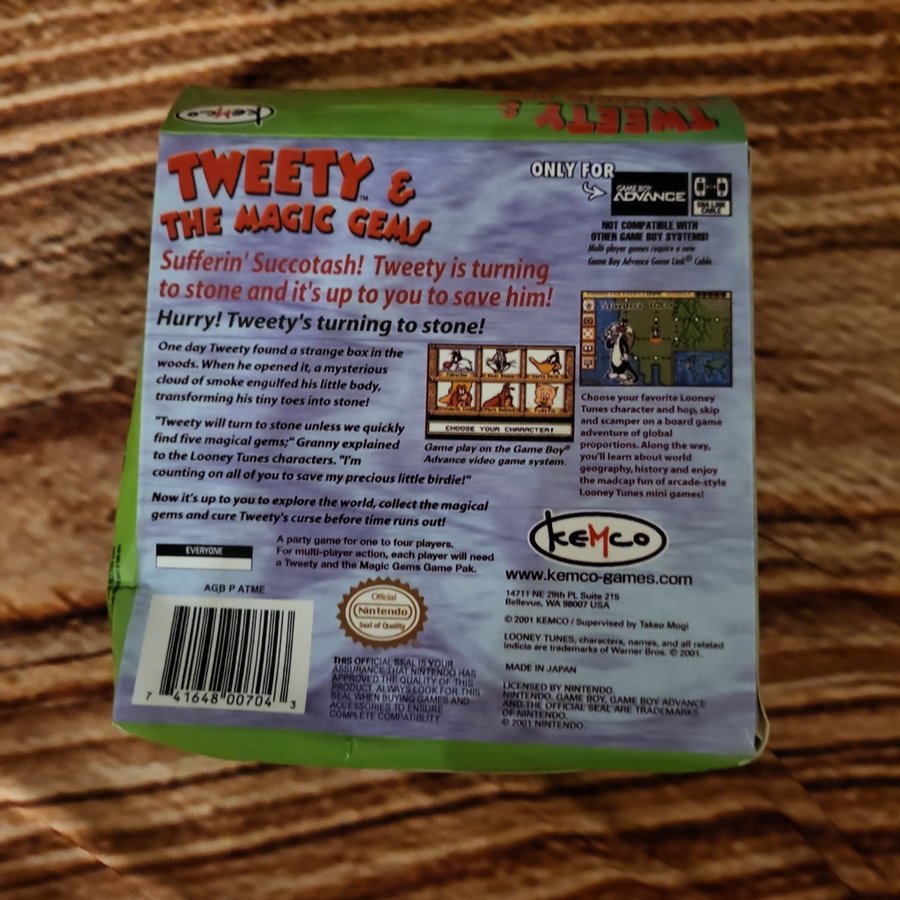 KEMCO
TWEETY &
TWEETY™ &
THE MAGIC GEMS
ONLY FOR
GAME BOY
ADVANCE
GBA LINK
CABLE
NOT COMPATIBLE WITH
OTHER GAME BOY SYSTEMS!
Multi-player games require a new
Game Boy Advance Game Link® Cable.
Sufferin' Succotash! Tweety is turning
to stone and it's up to you to save him!
Hurry! Tweety's turning to stone!
One day Tweety found a strange box in the
woods. When he opened it, a mysterious
cloud of smoke engulfed his little body,
transforming his tiny toes into stone!
"Tweety will turn to stone unless we quickly
find five magical gems;" Granny explained
to the Looney Tunes characters. "I'm
counting on all of you to save my precious little birdie!"
Now it's up to you to explore the world, collect the magical
gems and cure Tweety's curse before time runs out!
CHOOSE YOUR CHARACTER!
Game play on the Game Boy®
Advance video game system.
Choose your favorite Looney
Tunes character and hop, skip
and scamper on a board game
adventure of global
proportions. Along the way,
you'll learn about world
geography, history and enjoy
the madcap fun of arcade-style
Looney Tunes mini games!
A party game for one to four players.
For multi-player action, each player will need
a Tweety and the Magic Gems Game Pak.
EVERYONE
AGB P ATME
7 41648 00704 3
Official
Nintendo
Seal of Quality
THIS OFFICIAL SEAL IS YOUR
ASSURANCE THAT NINTENDO HAS
APPROVED THE QUALITY OF THIS
PRODUCT. ALWAYS LOOK FOR THIS
SEAL WHEN BUYING GAMES AND
ACCESSORIES TO ENSURE
COMPLETE COMPATIBLITY.
KEMCO
www.kemco-games.com
14711 NE 29th PL Suite 215
Bellevue, WA 98007 USA
© 2001 KEMCO / Supervised by Takeo Mogi
LOONEY TUNES, characters, names, and all related
indicia are trademarks of Warner Bros. © 2001.
MADE IN JAPAN
LICENSED BY NINTENDO.
NINTENDO, GAME BOY, GAME BOY ADVANCE
AND THE OFFICIAL SEAL ARE TRADEMARKS
OF NINTENDO.
© 2001 NINTENDO.